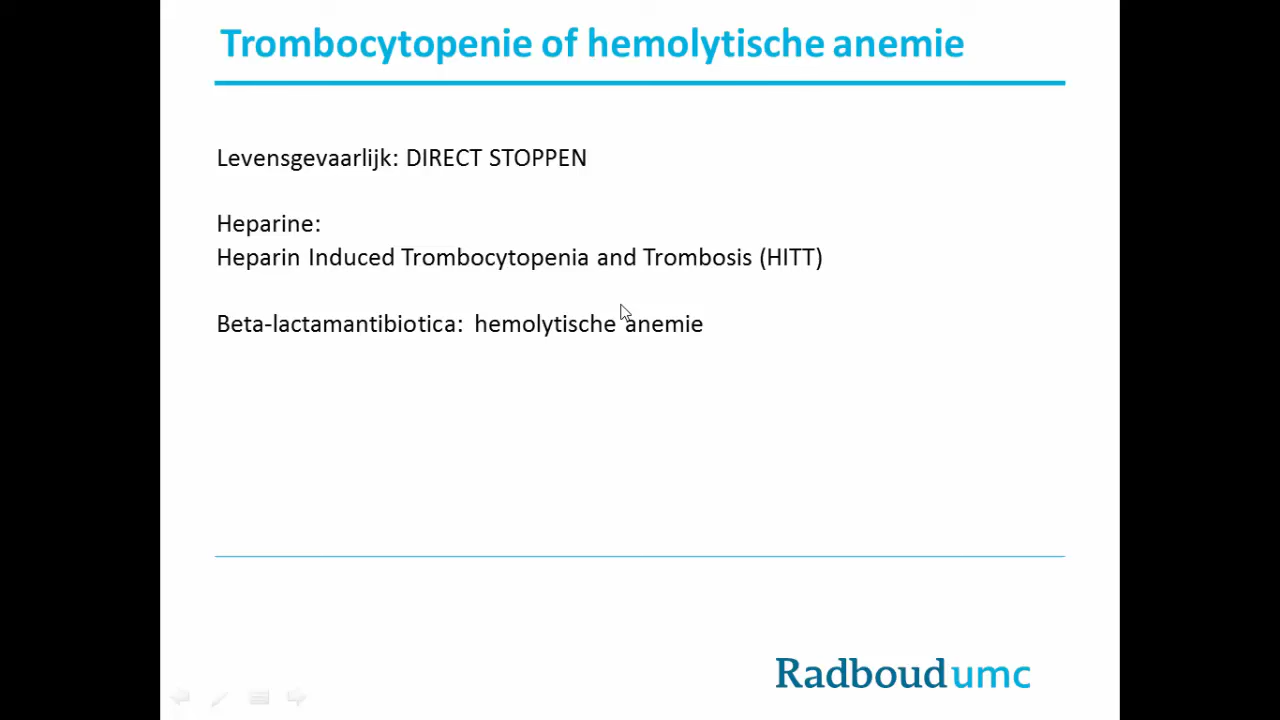 Trombocytopenie of hemolytische anemie
Levensgevaarlijk: DIRECT STOPPEN
Heparine:
Heparin Induced Trombocytopenia and Trombosis (HITT)
Beta-lactamantibiotica: hemolytische anemie
Radboudumc